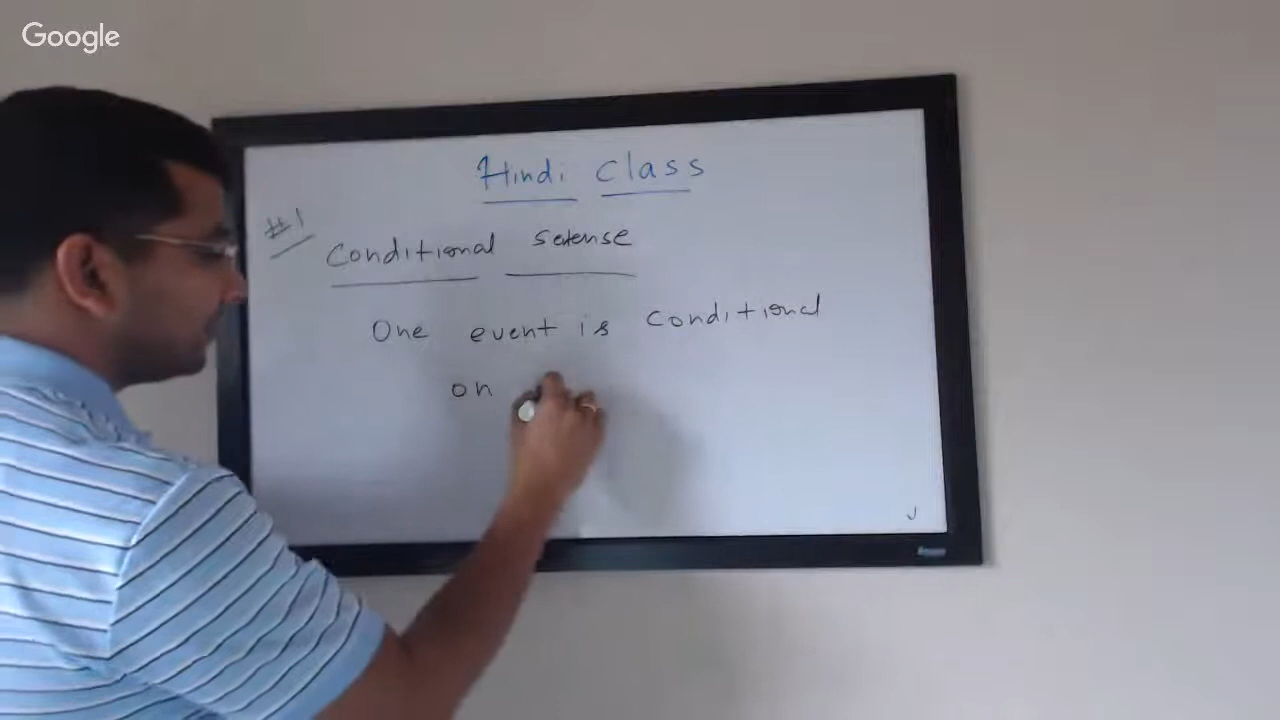 Google
Hindi Class
#1
Conditional setense
One event is conditional
on